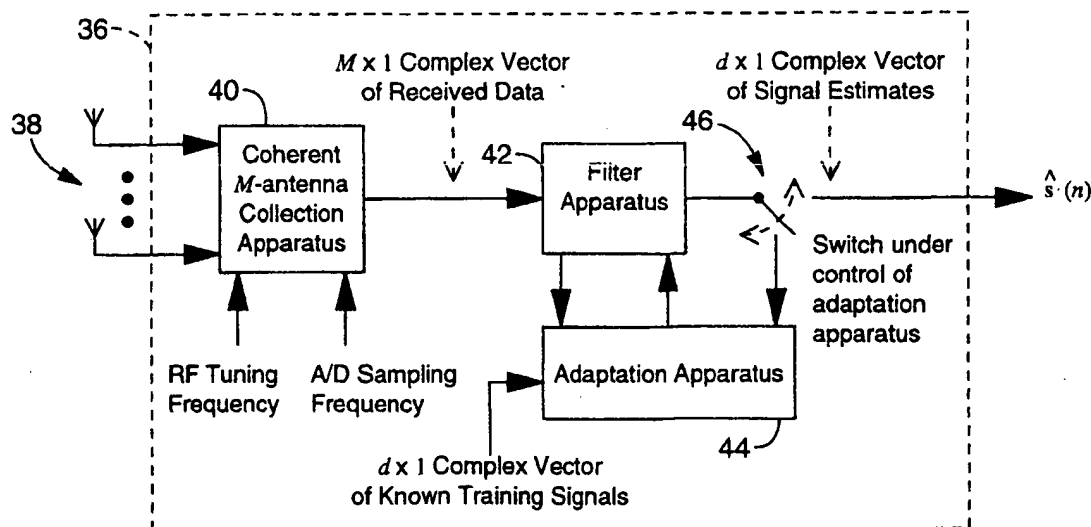 36
M x 1 Complex Vector
of Received Data
d x 1 Complex Vector
of Signal Estimates
38
40
Coherent
M-antenna
Collection
Apparatus
42
Filter
Apparatus
46
ŝ (n)
Switch under
control of
adaptation
apparatus
RF Tuning
Frequency
A/D Sampling
Frequency
Adaptation Apparatus
44
d x 1 Complex Vector
of Known Training Signals